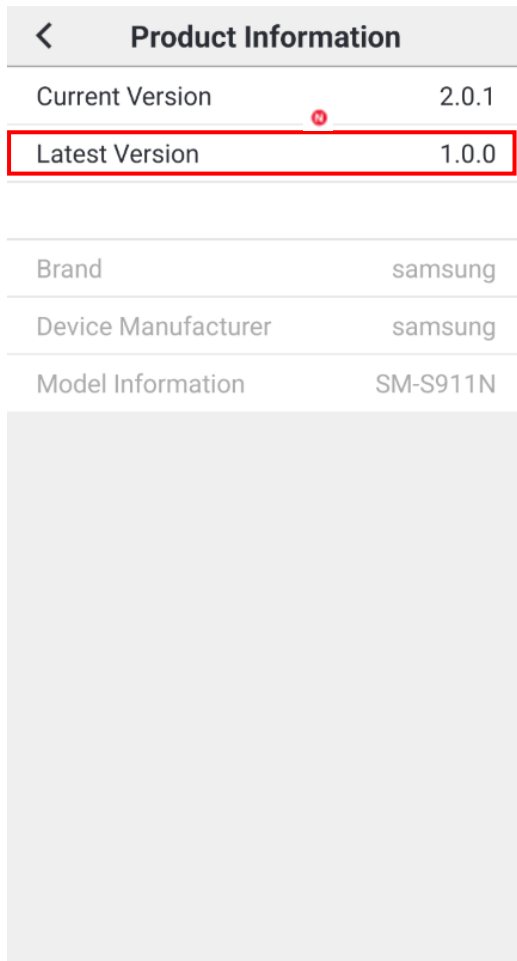 Product Information
Current Version 2.0.1
N
Latest Version 1.0.0
Brand samsung
Device Manufacturer samsung
Model Information SM-S911N